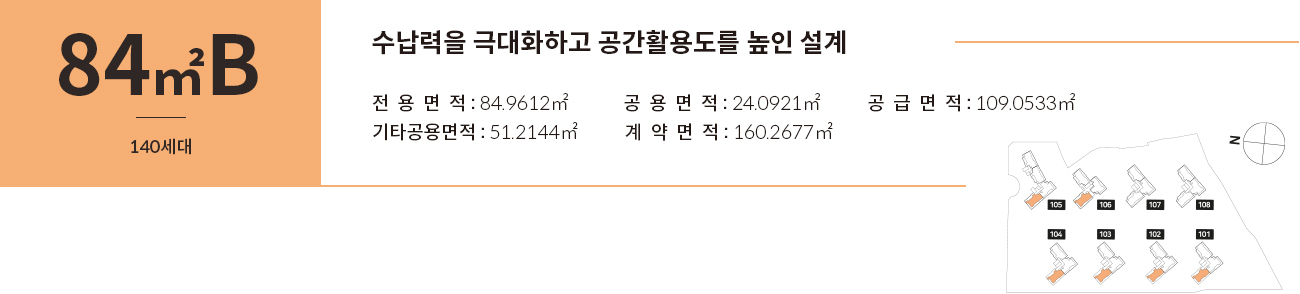 84㎡B
140세대
수납력을 극대화하고 공간활용도를 높인 설계
전 용 면 적 : 84.9612㎡ 공 용 면 적 : 24.0921㎡ 공 급 면 적 : 109.0533㎡
기타공용면적 : 51.2144㎡ 계 약 면 적 : 160.2677㎡
N
105 106 107 108
104 103 102 101